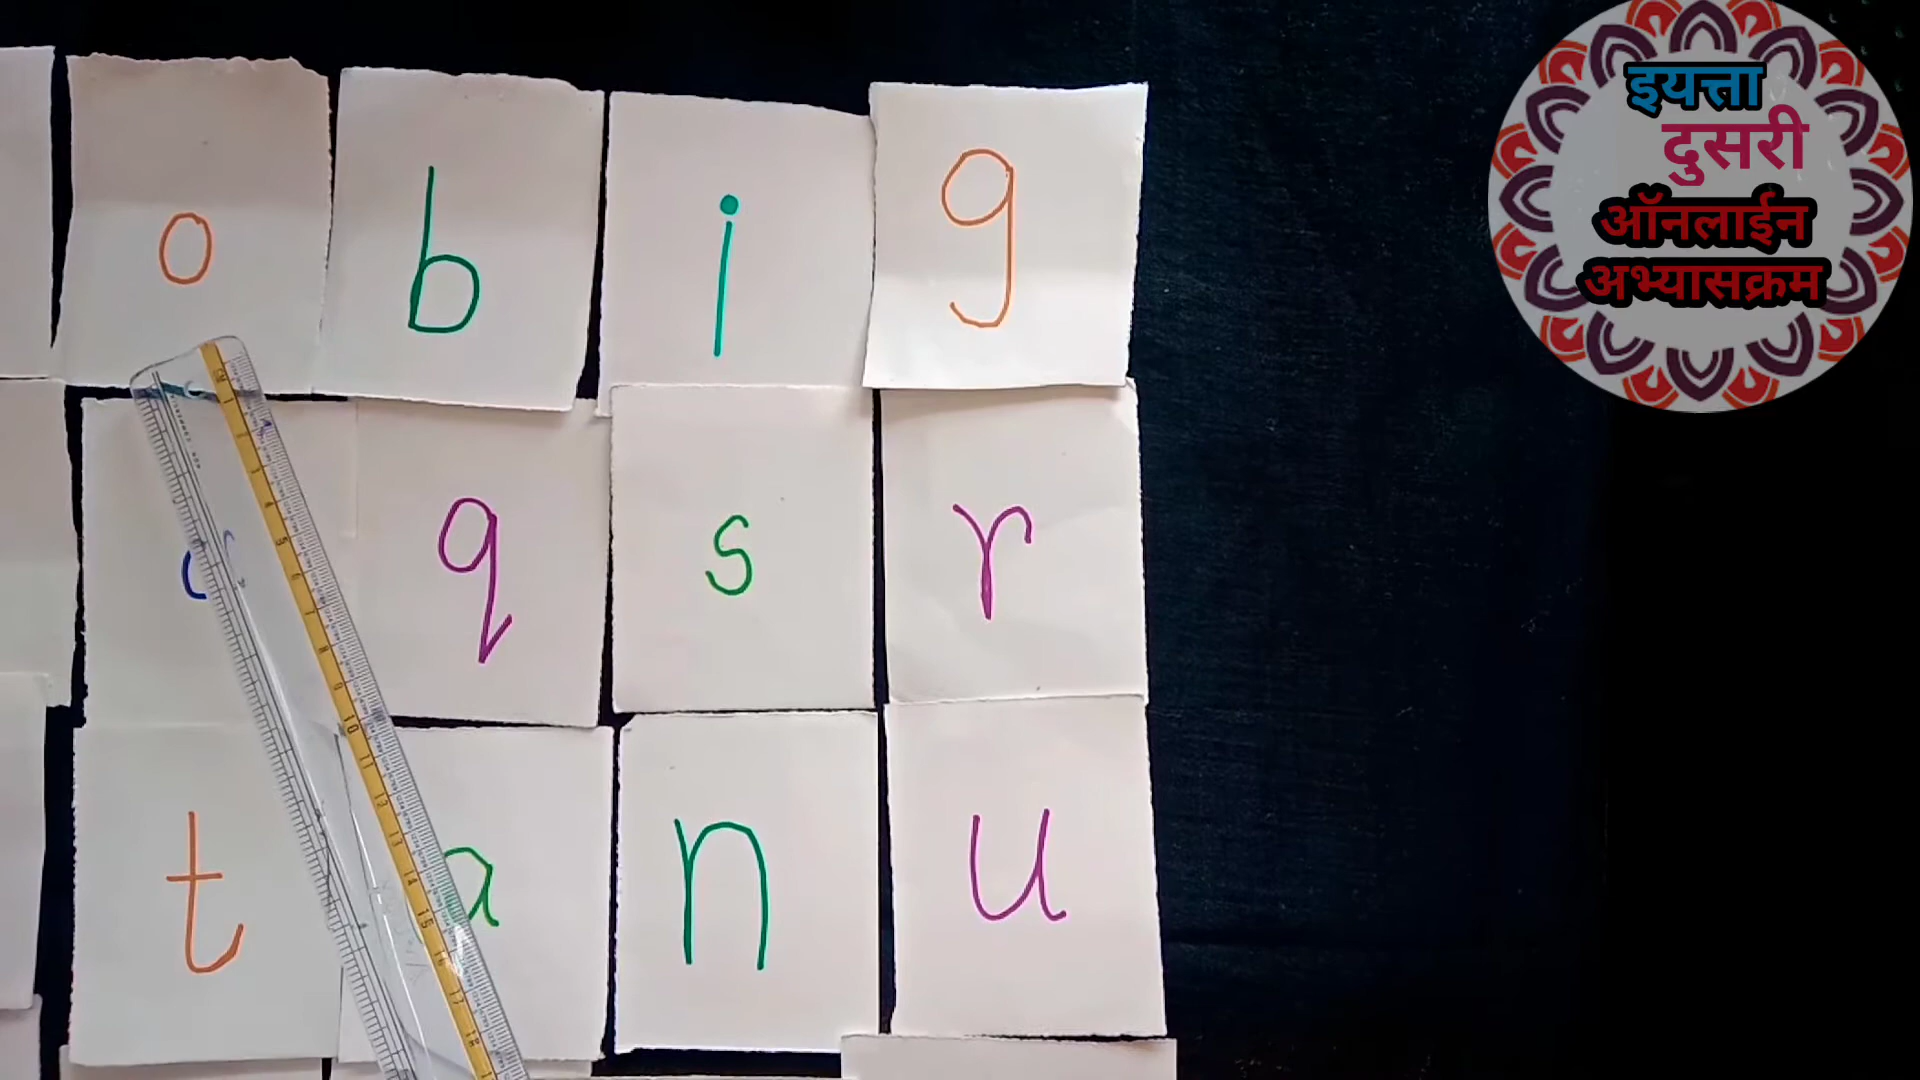 o b i g
q s r
t a n u
इयत्ता
दुसरी
ऑनलाईन
अभ्यासक्रम